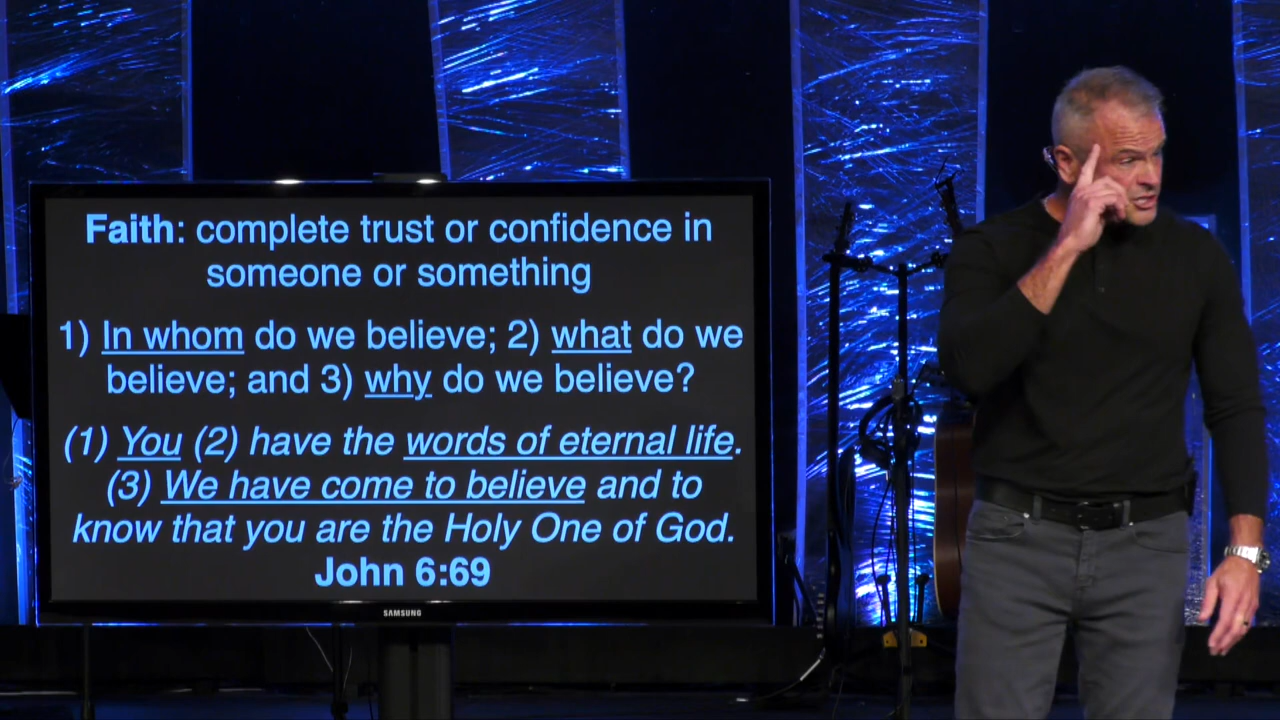 Faith: complete trust or confidence in
someone or something
1) In whom do we believe; 2) what do we
believe; and 3) why do we believe?
(1) You (2) have the words of eternal life.
(3) We have come to believe and to
know that you are the Holy One of God.
John 6:69
SAMSUNG